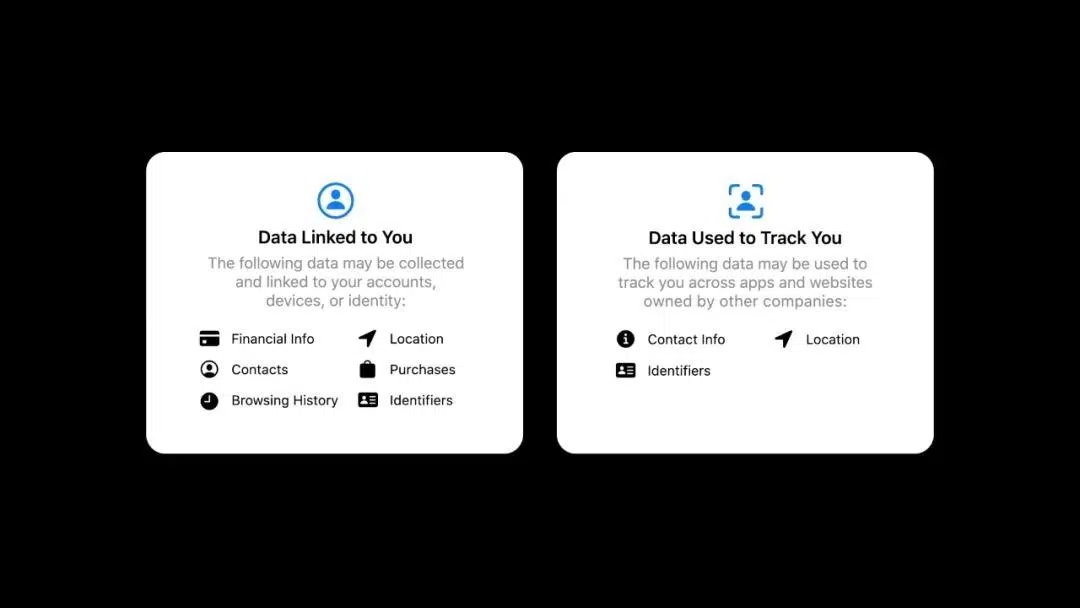 Data Linked to You
The following data may be collected
and linked to your accounts,
devices, or identity:
Financial Info
Location
Contacts
Purchases
Browsing History
Identifiers
Data Used to Track You
The following data may be used to
track you across apps and websites
owned by other companies:
Contact Info
Location
Identifiers